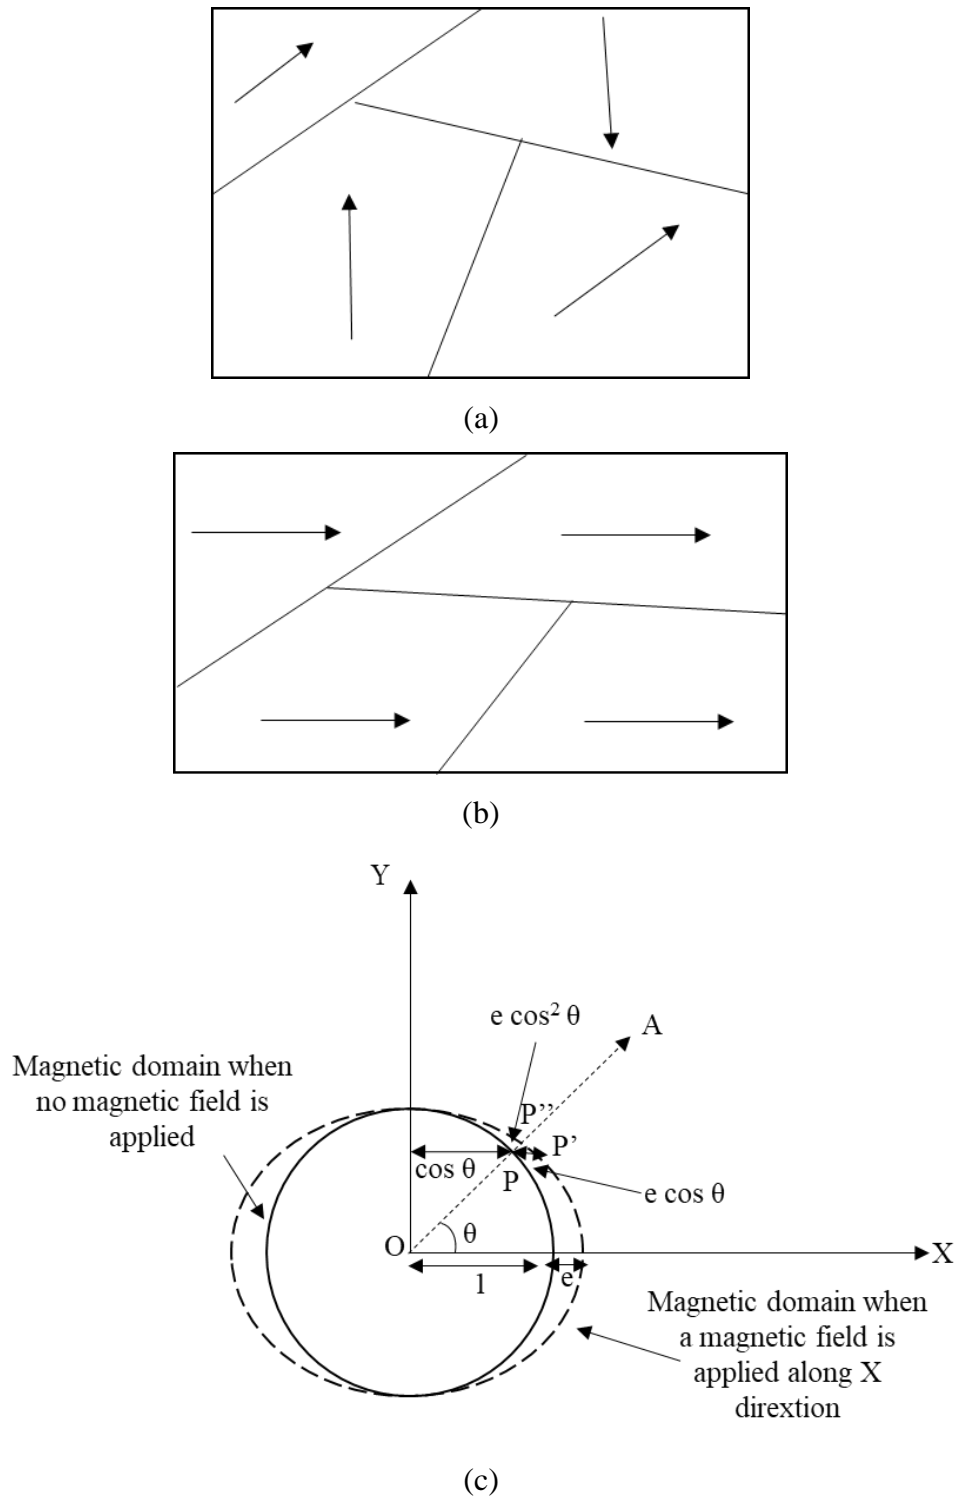 (a)
(b)
Y
e cos² θ
A
Magnetic domain when
no magnetic field is
applied
P’’
P’
cos θ
P
e cos θ
θ
O
X
1
e
Magnetic domain when
a magnetic field is
applied along X
dirextion
(c)